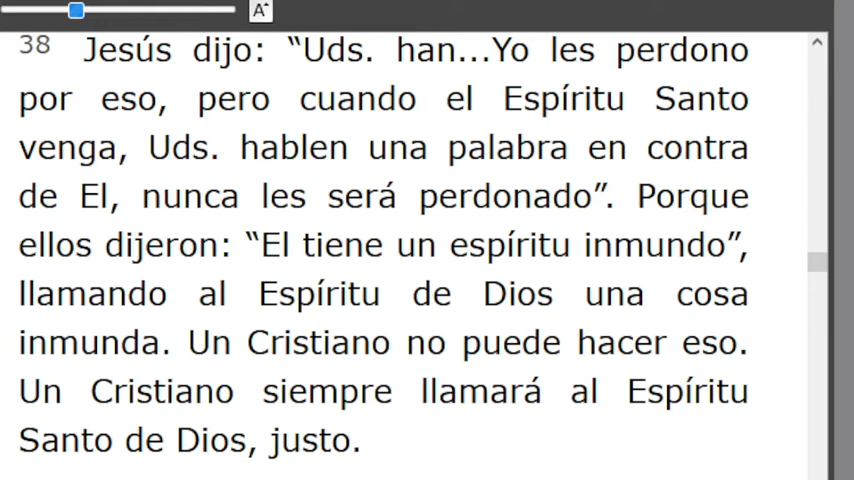 A^
38 Jesús dijo: “Uds. han...Yo les perdono
por eso, pero cuando el Espíritu Santo
venga, Uds. hablen una palabra en contra
de El, nunca les será perdonado”. Porque
ellos dijeron: “El tiene un espíritu inmundo”,
llamando al Espíritu de Dios una cosa
inmunda. Un Cristiano no puede hacer eso.
Un Cristiano siempre llamará al Espíritu
Santo de Dios, justo.